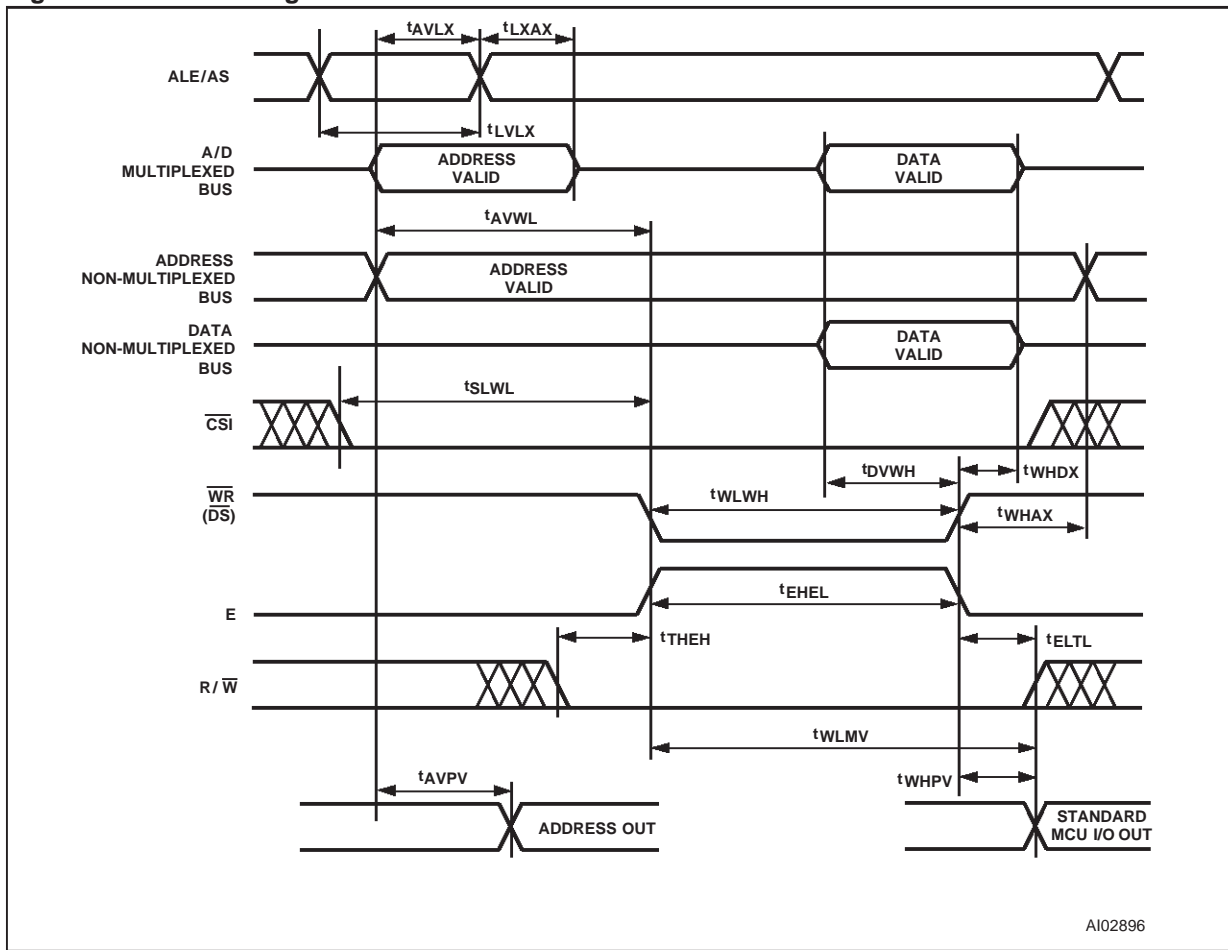 tAVLX
tLXAX
ALE/AS
tLVLX
A/D
MULTIPLEXED
BUS
ADDRESS
VALID
DATA
VALID
tAVWL
ADDRESS
NON-MULTIPLEXED
BUS
ADDRESS
VALID
DATA
NON-MULTIPLEXED
BUS
DATA
VALID
tSLWL
CSI
tDVWH
tWHDX
WR
(DS)
tWLWH
tWHAX
tEHEL
E
tTHEH
tELTL
R/ W
tWLMV
tAVPV
tWHPV
ADDRESS OUT
STANDARD
MCU I/O OUT
AI02896